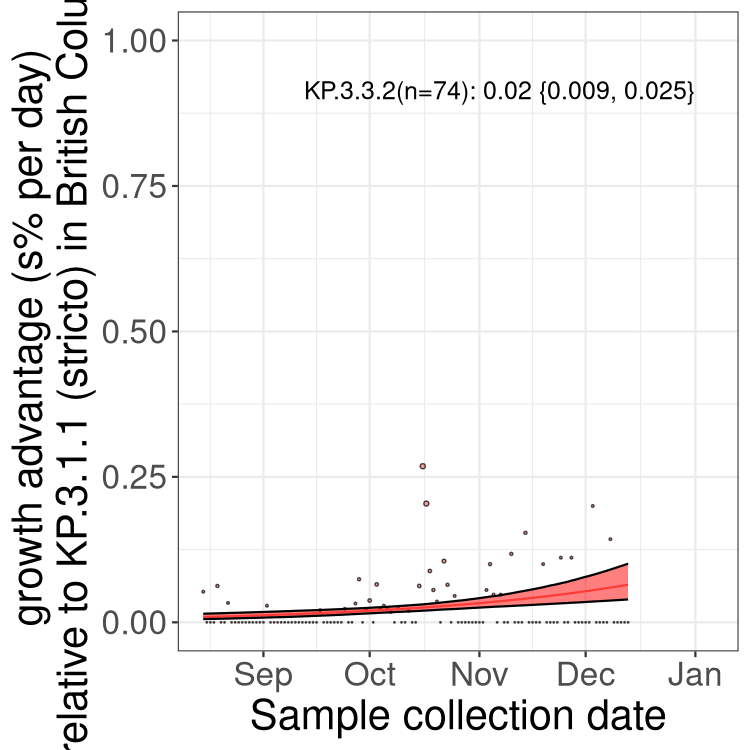 growth advantage (s% per day)
relative to KP.3.1.1 (stricto) in British Colu
1.00
0.75
0.50
0.25
0.00
KP.3.3.2(n=74): 0.02 {0.009, 0.025}
Sep Oct Nov Dec Jan
Sample collection date